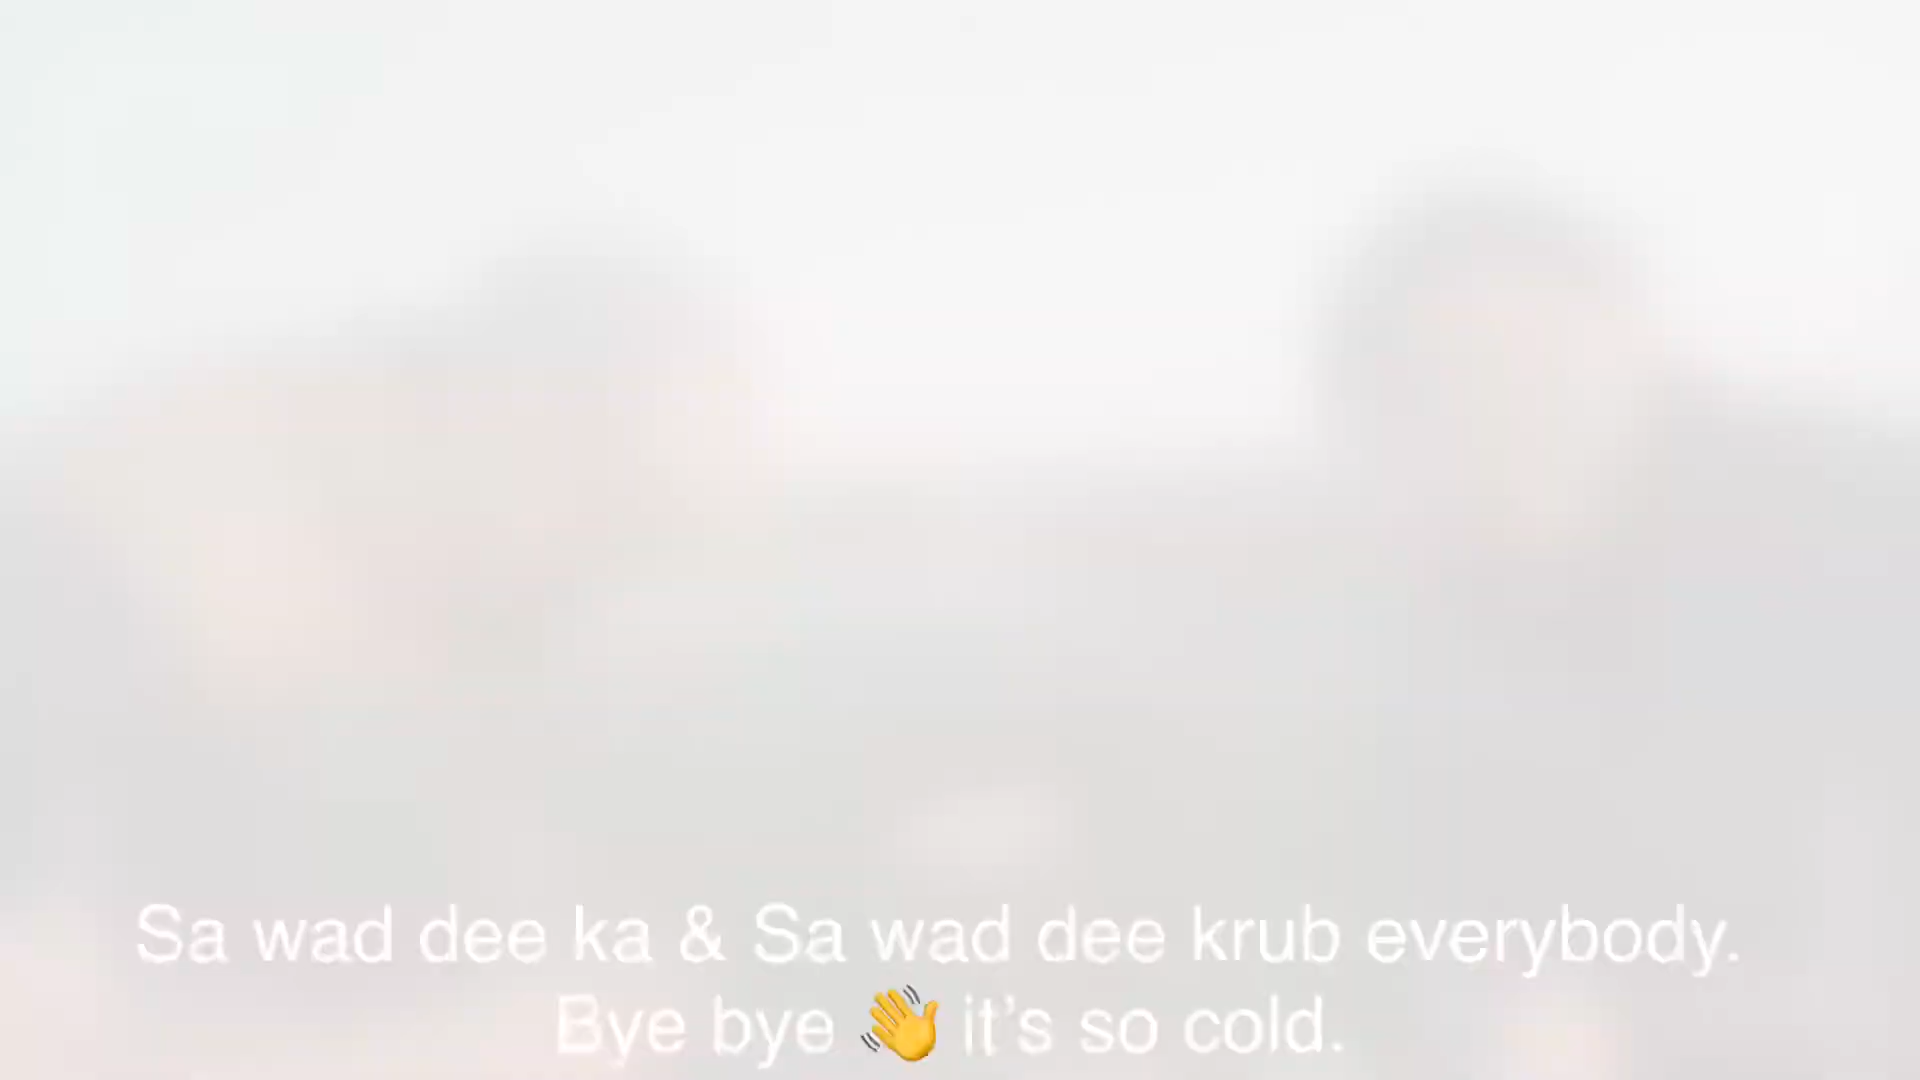 Sa wad dee ka & Sa wad dee krub everybody.
Bye bye 👋 it's so cold.